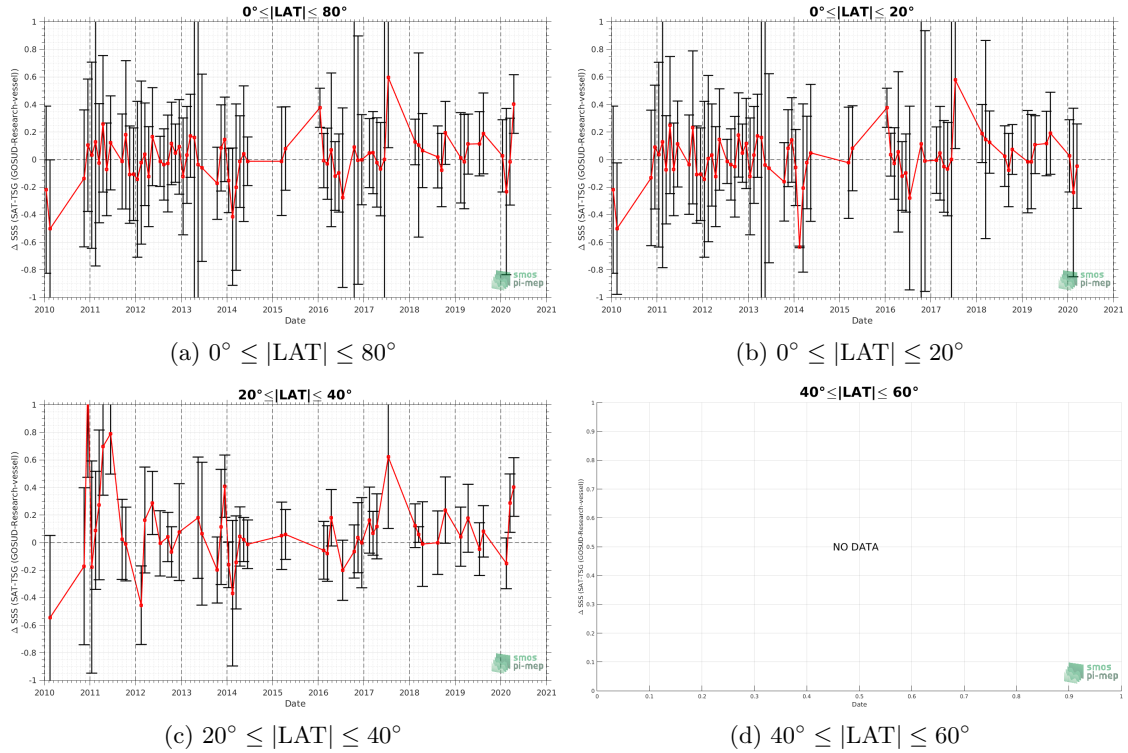 0°≤|LAT|≤ 80°
Δ SSS (SAT-TSG (GOSUD-Research-vessel))
1
0.8
0.6
0.4
0.2
0
-0.2
-0.4
-0.6
-0.8
-1
2010 2011 2012 2013 2014 2015 2016 2017 2018 2019 2020 2021
Date
smos
pi-mep
(a) 0° ≤ |LAT| ≤ 80°
0°≤|LAT|≤ 20°
Δ SSS (SAT-TSG (GOSUD-Research-vessel))
1
0.8
0.6
0.4
0.2
0
-0.2
-0.4
-0.6
-0.8
-1
2010 2011 2012 2013 2014 2015 2016 2017 2018 2019 2020 2021
Date
smos
pi-mep
(b) 0° ≤ |LAT| ≤ 20°
20°≤|LAT|≤ 40°
Δ SSS (SAT-TSG (GOSUD-Research-vessel))
1
0.8
0.6
0.4
0.2
0
-0.2
-0.4
-0.6
-0.8
-1
2010 2011 2012 2013 2014 2015 2016 2017 2018 2019 2020 2021
Date
smos
pi-mep
(c) 20° ≤ |LAT| ≤ 40°
40°≤|LAT|≤ 60°
Δ SSS (SAT-TSG (GOSUD-Research-vessel))
1
0.9
0.8
0.7
0.6
0.5
0.4
0.3
0.2
0.1
0
NO DATA
0 0.1 0.2 0.3 0.4 0.5 0.6 0.7 0.8 0.9 1
Date
smos
pi-mep
(d) 40° ≤ |LAT| ≤ 60°